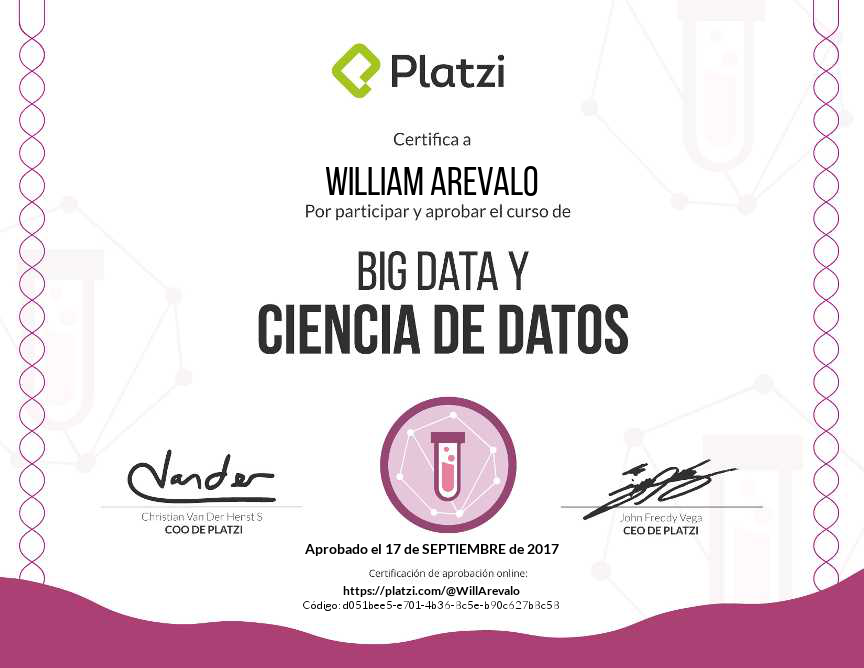 Platzi
Certifica a
WILLIAM AREVALO
Por participar y aprobar el curso de
BIG DATA Y
CIENCIA DE DATOS
Vander
Christian Van Der Henst S
COO DE PLATZI
John Freddy Vega
CEO DE PLATZI
Aprobado el 17 de SEPTIEMBRE de 2017
Certificación de aprobación online:
https://platzi.com/@WillArevalo
Código: d051bee5-e701-4b36-8c5e-b90c627b8c58